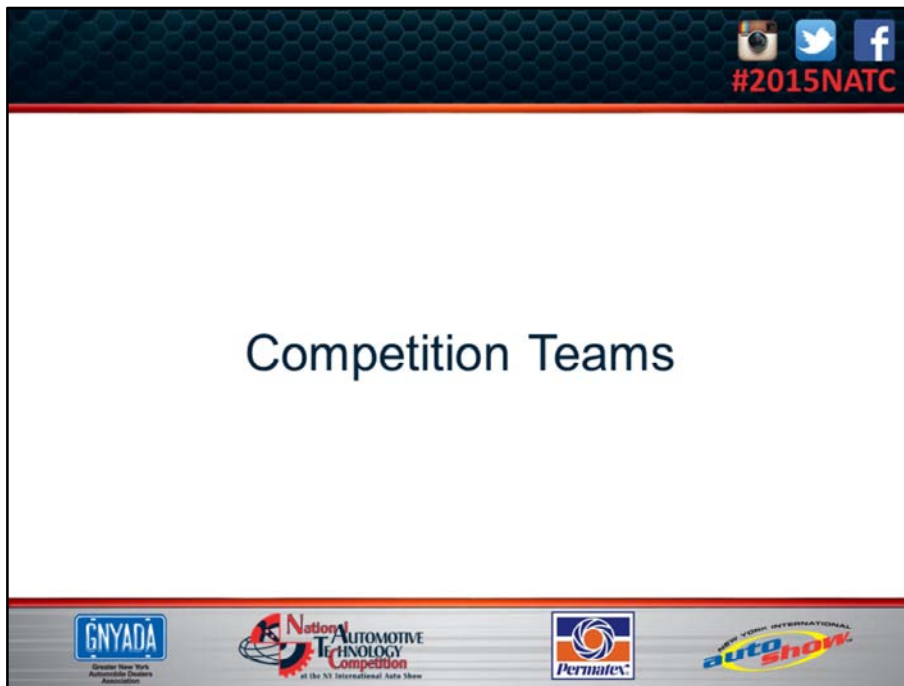 #2015NATC
Competition Teams
GNYADA
Greater New York
Automobile Dealers
Association
National
AUTOMOTIVE
TECHNOLOGY
Competition
at the NY International Auto Show
Permatex
NEW YORK INTERNATIONAL
auto show